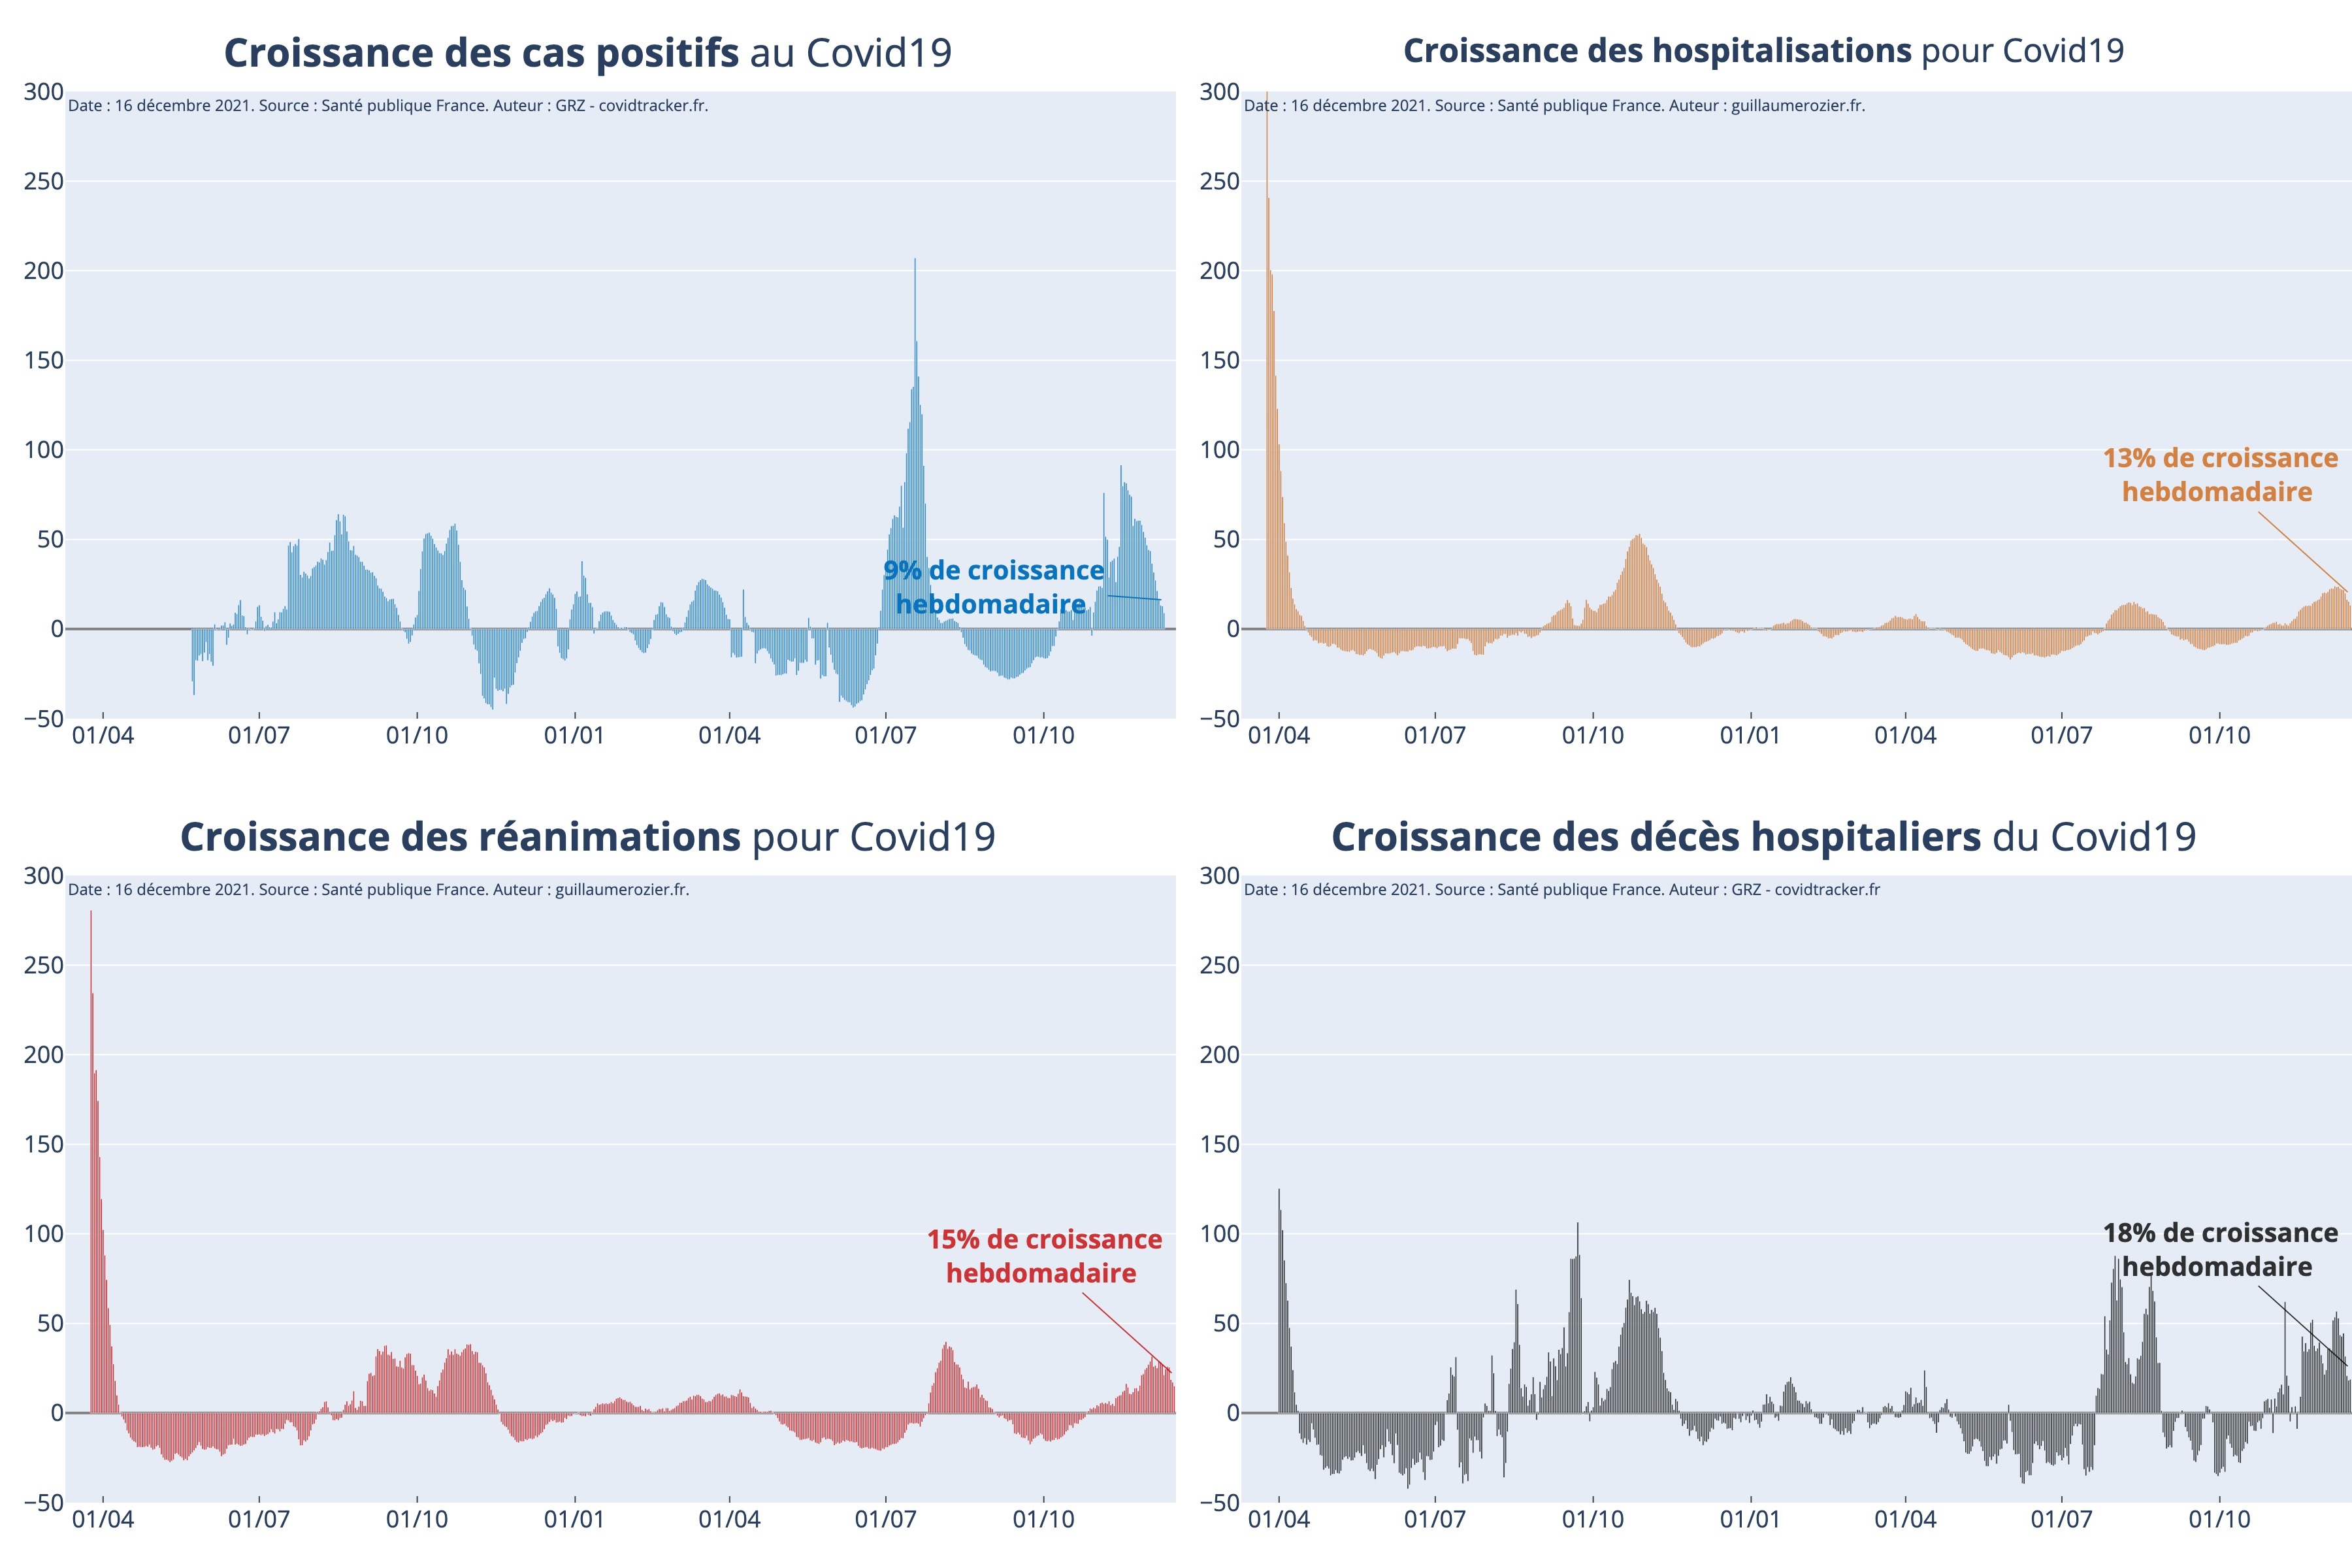 Croissance des cas positifs au Covid19
300
Date : 16 décembre 2021. Source : Santé publique France. Auteur : GRZ - covidtracker.fr.
250
200
150
100
50
9% de croissance
hebdomadaire
0
−50
01/04 01/07 01/10 01/01 01/04 01/07 01/10
Croissance des hospitalisations pour Covid19
300
Date : 16 décembre 2021. Source : Santé publique France. Auteur : guillaumerozier.fr.
250
200
150
100
13% de croissance
hebdomadaire
50
0
−50
01/04 01/07 01/10 01/01 01/04 01/07 01/10
Croissance des réanimations pour Covid19
300
Date : 16 décembre 2021. Source : Santé publique France. Auteur : guillaumerozier.fr.
250
200
150
100
15% de croissance
hebdomadaire
50
0
−50
01/04 01/07 01/10 01/01 01/04 01/07 01/10
Croissance des décès hospitaliers du Covid19
300
Date : 16 décembre 2021. Source : Santé publique France. Auteur : GRZ - covidtracker.fr
250
200
150
100
18% de croissance
hebdomadaire
50
0
−50
01/04 01/07 01/10 01/01 01/04 01/07 01/10